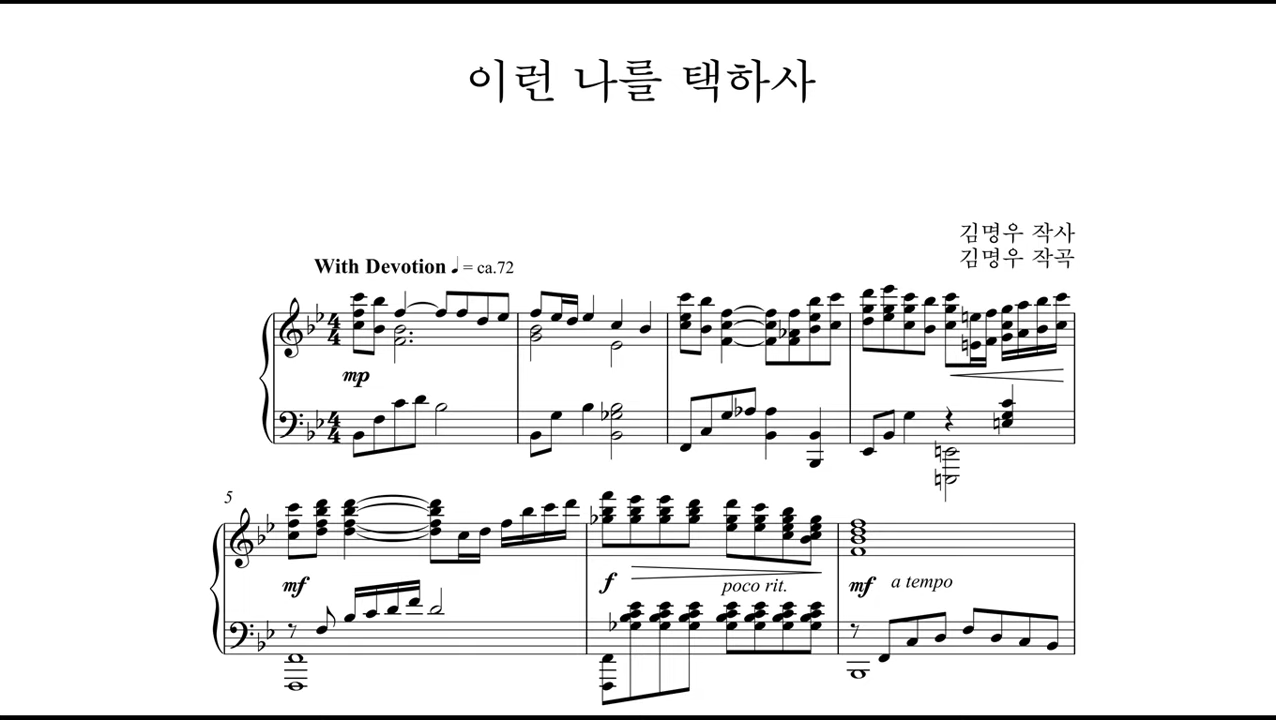 이런 나를 택하사
김명우 작사
김명우 작곡
With Devotion ♩ = ca.72
mp
5
mf
f
poco rit.
mf a tempo